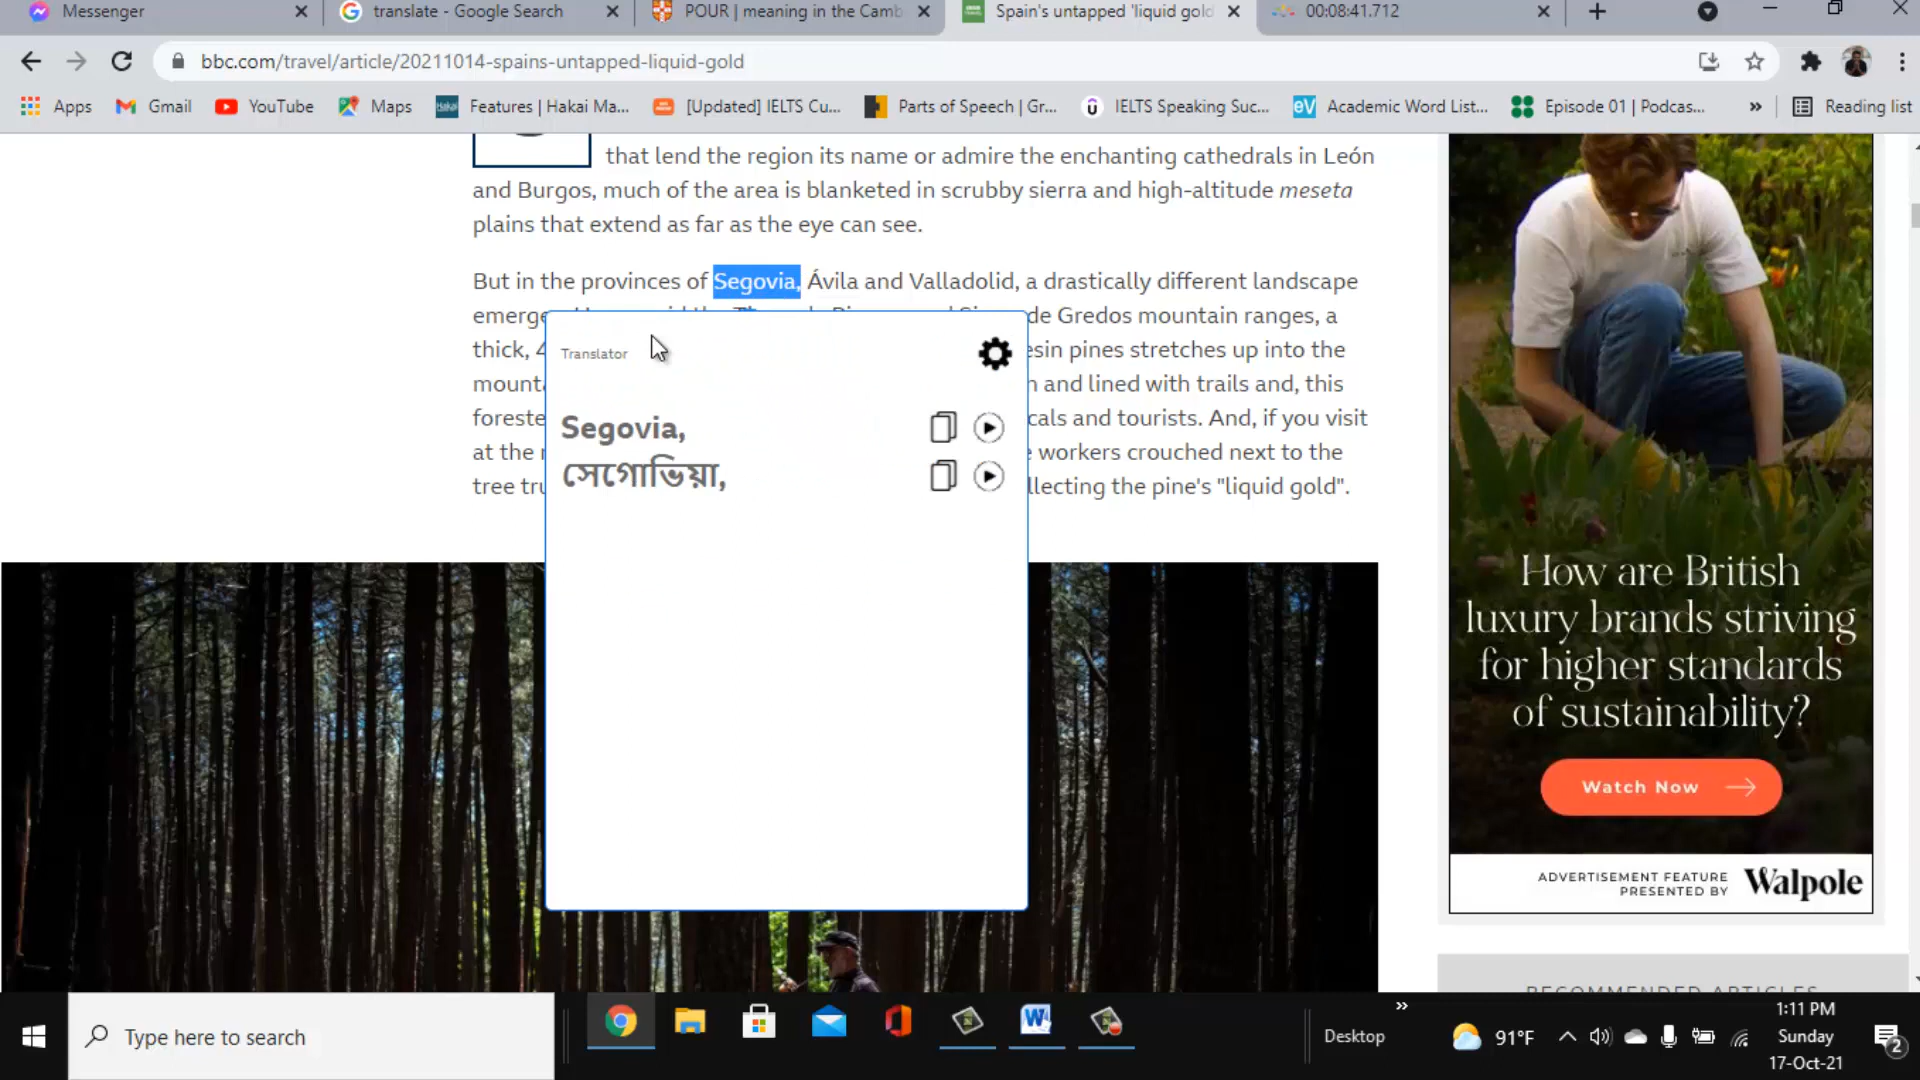 Messenger
translate - Google Search
POUR | meaning in the Camb
Spain's untapped 'liquid gold
00:08:41.712
bbc.com/travel/article/20211014-spains-untapped-liquid-gold
Apps
Gmail
YouTube
Maps
Hakai
Features | Hakai Ma...
[Updated] IELTS Cu...
Parts of Speech | Gr...
IELTS Speaking Suc...
eV
Academic Word List...
Episode 01 | Podcas...
»
Reading list
that lend the region its name or admire the enchanting cathedrals in León
and Burgos, much of the area is blanketed in scrubby sierra and high-altitude meseta
plains that extend as far as the eye can see.
But in the provinces of Segovia, Ávila and Valladolid, a drastically different landscape
emerge de Gredos mountain ranges, a
thick, 4 esin pines stretches up into the
mounta and lined with trails and, this
foreste cals and tourists. And, if you visit
at the workers crouched next to the
tree tru llecting the pine's "liquid gold".
Translator
Segovia,
সেগোভিয়া,
How are British
luxury brands striving
for higher standards
of sustainability?
Watch Now
ADVERTISEMENT FEATURE
PRESENTED BY
Walpole
RECOMMENDED ARTICLES
Type here to search
Desktop
»
91°F
1:11 PM
Sunday
17-Oct-21
2